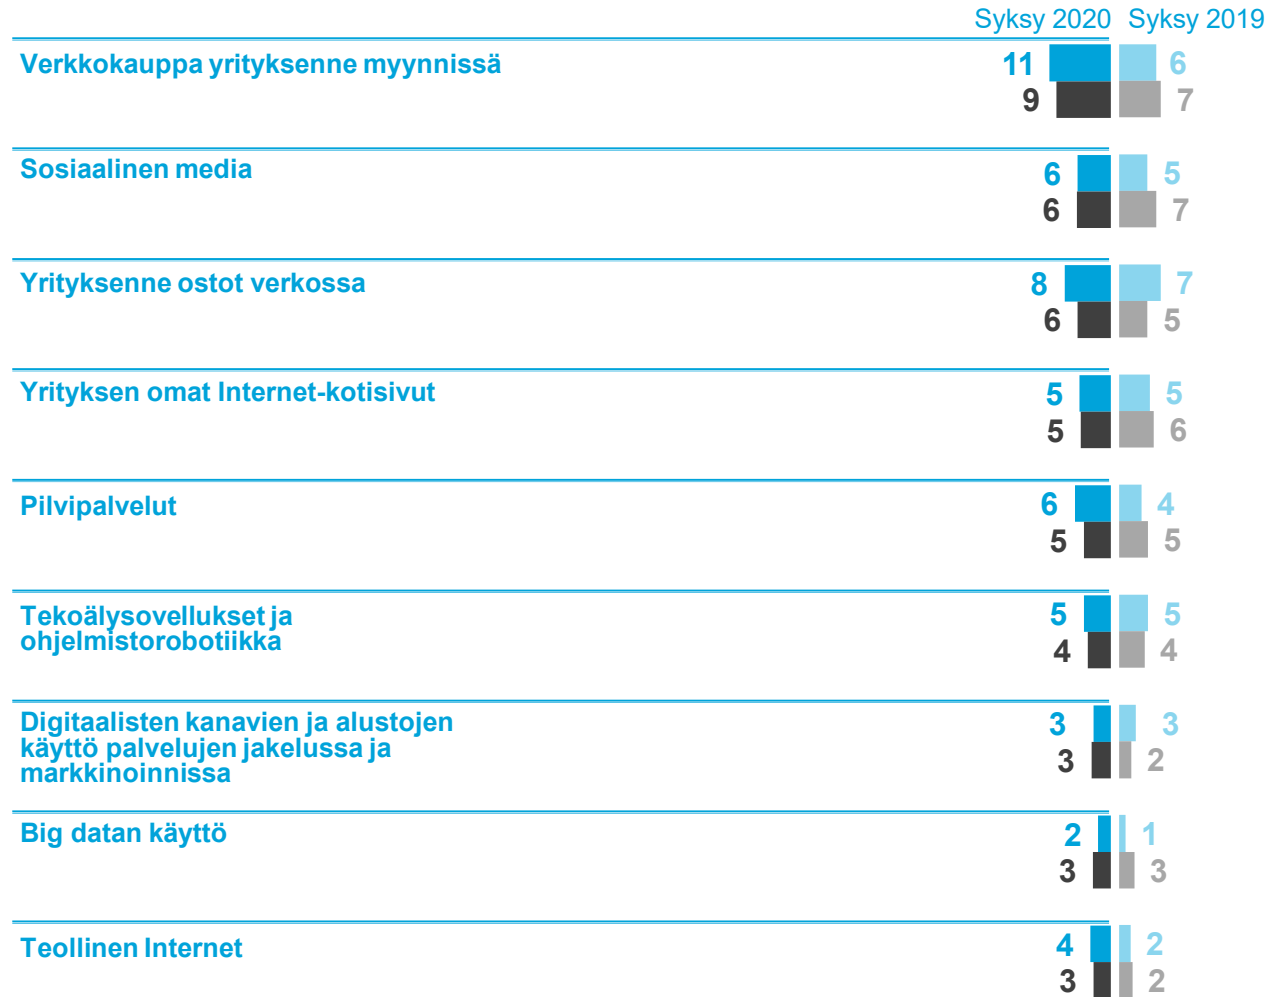 Syksy 2020 Syksy 2019
Verkkokauppa yrityksenne myynnissä
11 6
9 7
Sosiaalinen media
6 5
6 7
Yrityksenne ostot verkossa
8 7
6 5
Yrityksen omat Internet-kotisivut
5 5
5 6
Pilvipalvelut
6 4
5 5
Tekoälysovellukset ja
ohjelmistorobotiikka
5 5
4 4
Digitaalisten kanavien ja alustojen
käyttö palvelujen jakelussa ja
markkinoinnissa
3 3
3 2
Big datan käyttö
2 1
3 3
Teollinen Internet
4 2
3 2